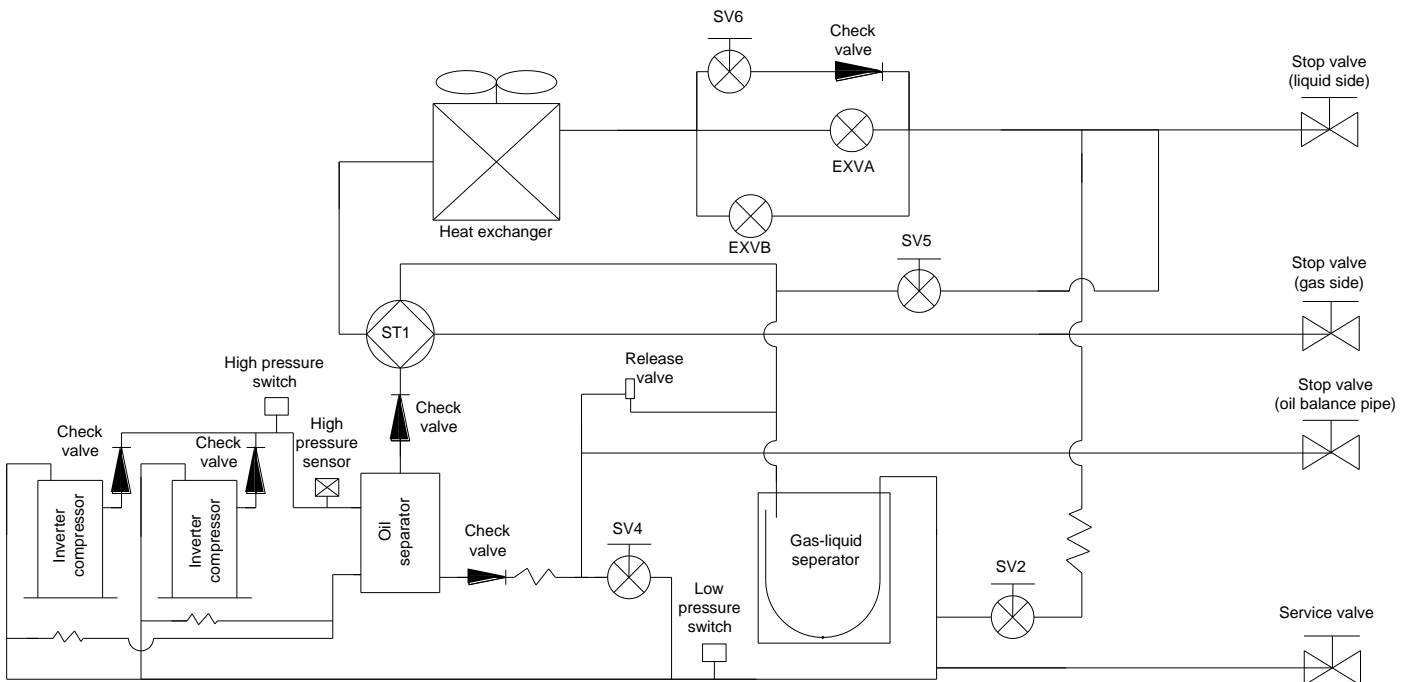 SV6
Check
valve
Stop valve
(liquid side)
EXVA
Heat exchanger
EXVB
SV5
Stop valve
(gas side)
ST1
High pressure
switch
Release
valve
Stop valve
(oil balance pipe)
Check
valve
High
pressure
sensor
Check
valve
Check
valve
Inverter
compressor
Inverter
compressor
Oil
separator
Check
valve
SV4
Gas-liquid
seperator
SV2
Low
pressure
switch
Service valve